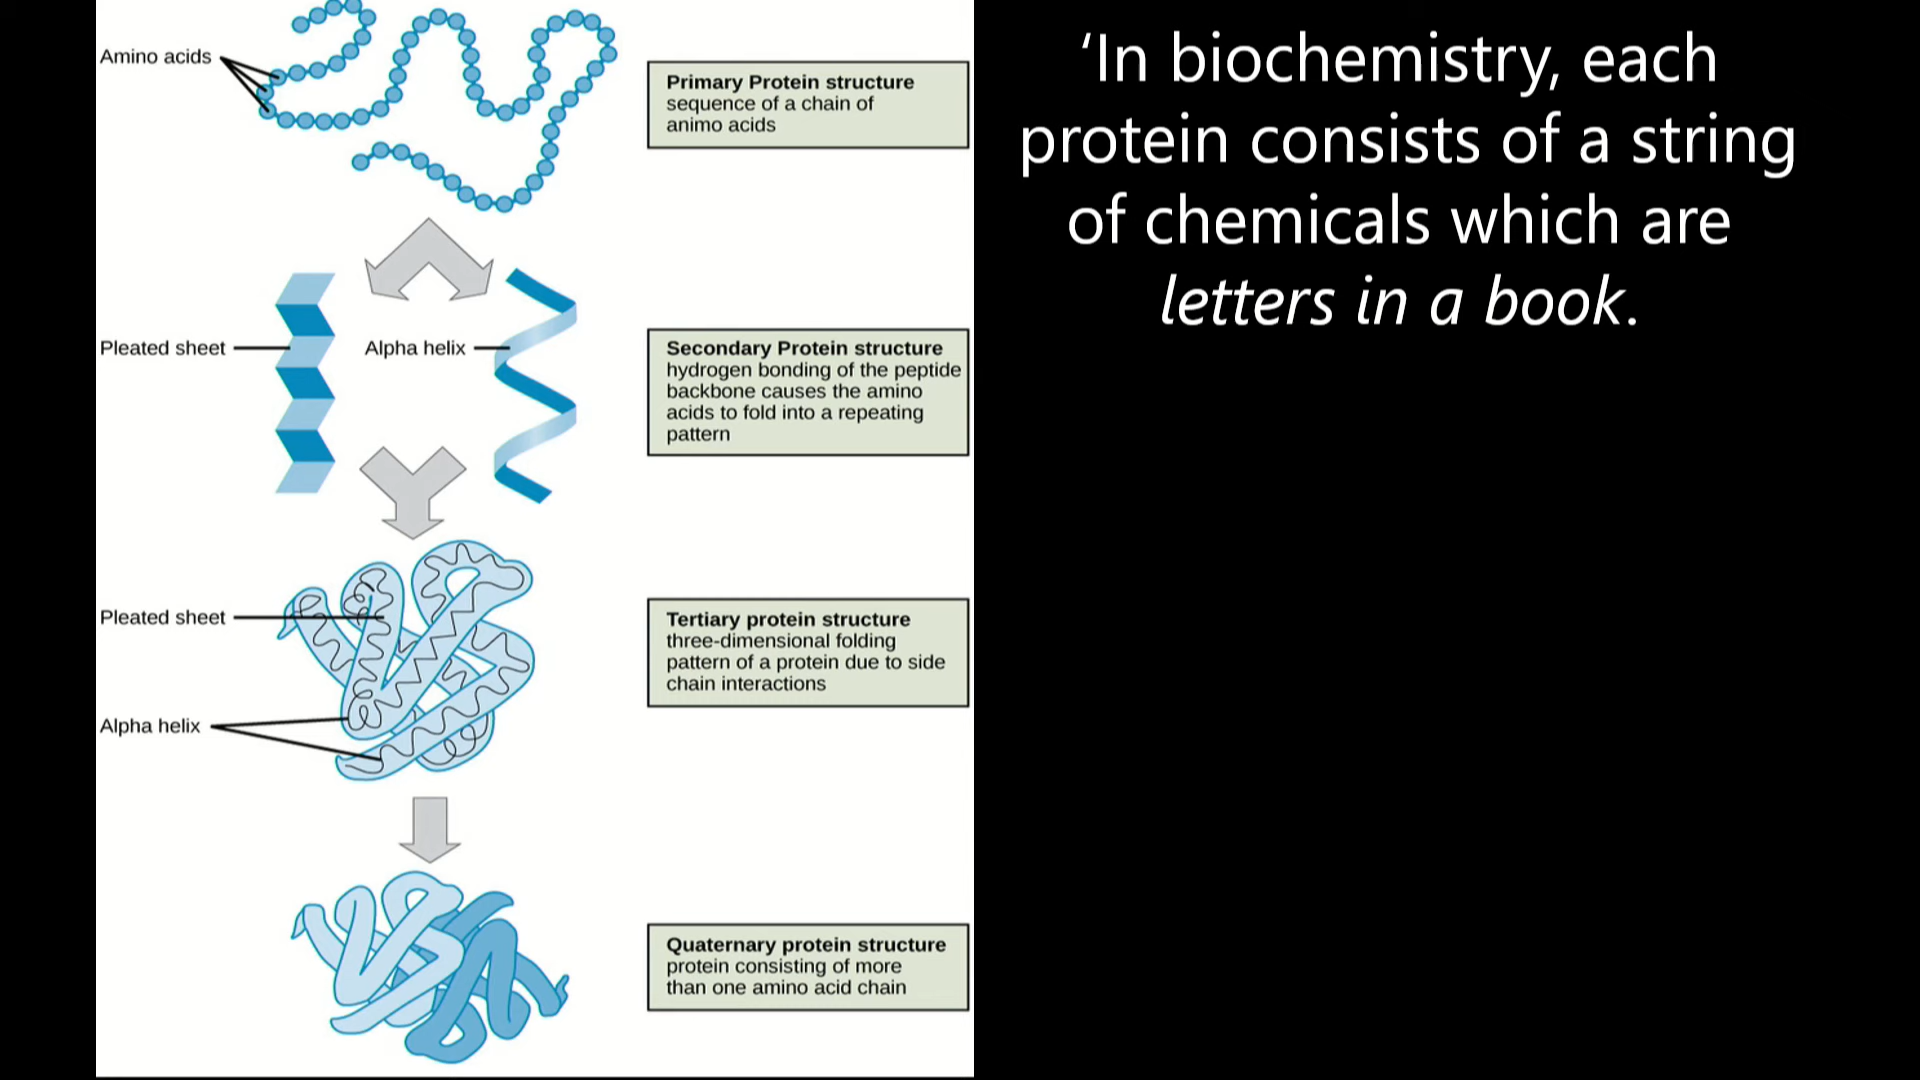 Amino acids
Primary Protein structure
sequence of a chain of
animo acids
Pleated sheet
Alpha helix
Secondary Protein structure
hydrogen bonding of the peptide
backbone causes the amino
acids to fold into a repeating
pattern
Pleated sheet
Alpha helix
Tertiary protein structure
three-dimensional folding
pattern of a protein due to side
chain interactions
Quaternary protein structure
protein consisting of more
than one amino acid chain
‘In biochemistry, each
protein consists of a string
of chemicals which are
letters in a book.